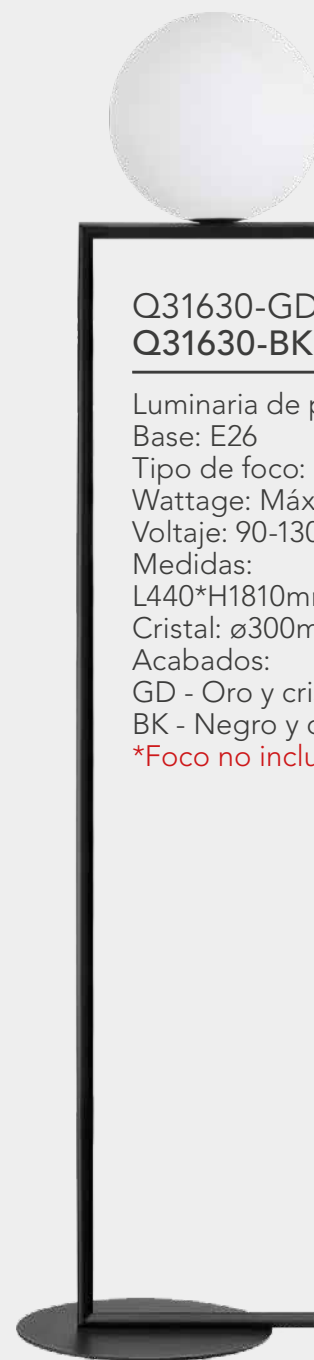 Q31630-GD
Q31630-BK
Luminaria de
Base: E26
Tipo de foco:
Wattage: Máx
Voltaje: 90-130
Medidas:
L440*H1810m
Cristal: ø300m
Acabados:
GD - Oro y cri
BK - Negro y
*Foco no inclu